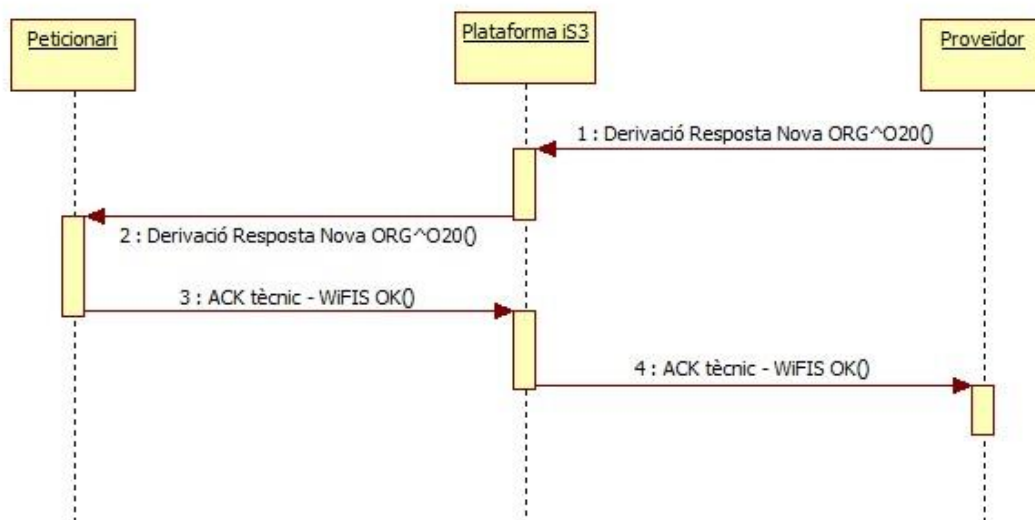 Peticionari
Plataforma iS3
Proveïdor
1 : Derivació Resposta Nova ORG^O20()
2 : Derivació Resposta Nova ORG^O20()
3 : ACK tècnic - WiFIS OK()
4 : ACK tècnic - WiFIS OK()